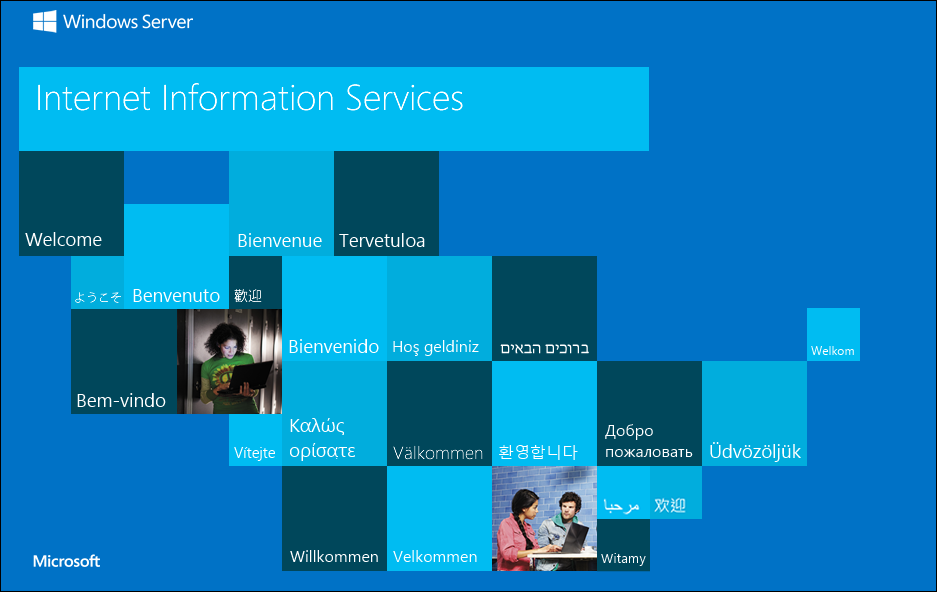 Windows Server
Internet Information Services
Welcome
Bienvenue
Tervetuloa
ようこそ
Benvenuto
歡迎
Bienvenido
Hoş geldiniz
ברוכים הבאים
Welkom
Bem-vindo
Vítejte
Καλώς
ορίσατε
Välkommen
환영합니다
Добро
пожаловать
Üdvözöljük
Willkommen
Velkommen
مرحبا
欢迎
Witamy
Microsoft